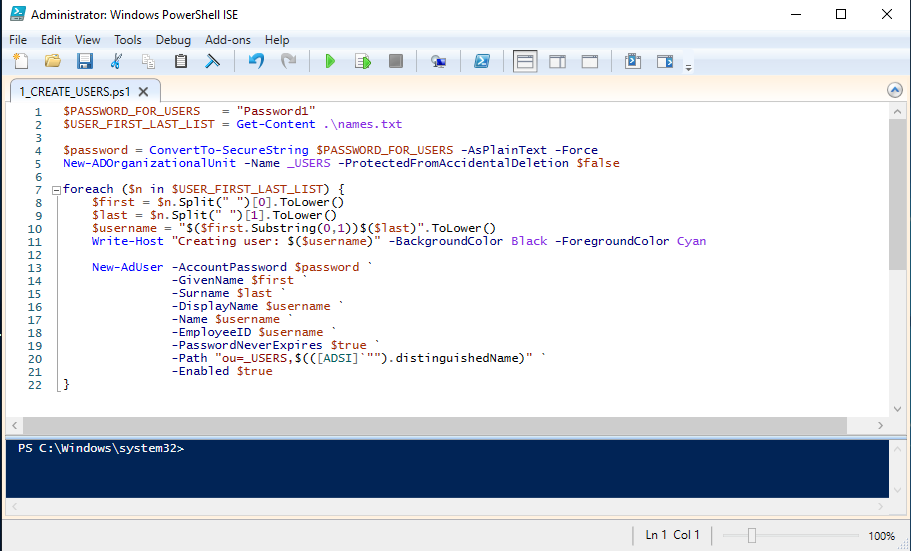 Administrator: Windows PowerShell ISE
File Edit View Tools Debug Add-ons Help
1_CREATE_USERS.ps1
1 $PASSWORD_FOR_USERS   = "Password1"
2 $USER_FIRST_LAST_LIST = Get-Content .\names.txt
3
4 $password = ConvertTo-SecureString $PASSWORD_FOR_USERS -AsPlainText -Force
5 New-ADOrganizationalUnit -Name _USERS -ProtectedFromAccidentalDeletion $false
6
7 foreach ($n in $USER_FIRST_LAST_LIST) {
8     $first = $n.Split(" ")[0].ToLower()
9     $last = $n.Split(" ")[1].ToLower()
10     $username = "$($first.Substring(0,1))$($last)".ToLower()
11     Write-Host "Creating user: $($username)" -BackgroundColor Black -ForegroundColor Cyan
12
13     New-AdUser -AccountPassword $password `
14                -GivenName $first `
15                -Surname $last `
16                -DisplayName $username `
17                -Name $username `
18                -EmployeeID $username `
19                -PasswordNeverExpires $true `
20                -Path "ou=_USERS,$(([ADSI]`"").distinguishedName)" `
21                -Enabled $true
22 }
PS C:\Windows\system32>
Ln 1 Col 1
100%